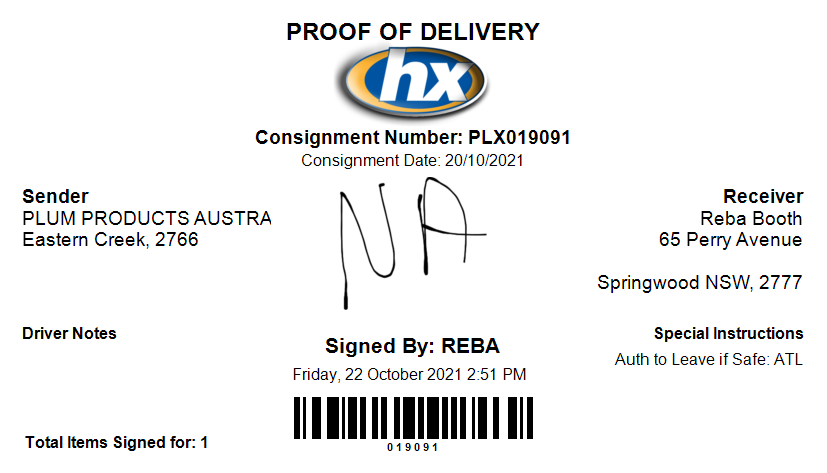 PROOF OF DELIVERY
hx
Consignment Number: PLX019091
Consignment Date: 20/10/2021
Sender
PLUM PRODUCTS AUSTRA
Eastern Creek, 2766
NA
Receiver
Reba Booth
65 Perry Avenue
Springwood NSW, 2777
Driver Notes
Signed By: REBA
Friday, 22 October 2021 2:51 PM
Special Instructions
Auth to Leave if Safe: ATL
019091
Total Items Signed for: 1